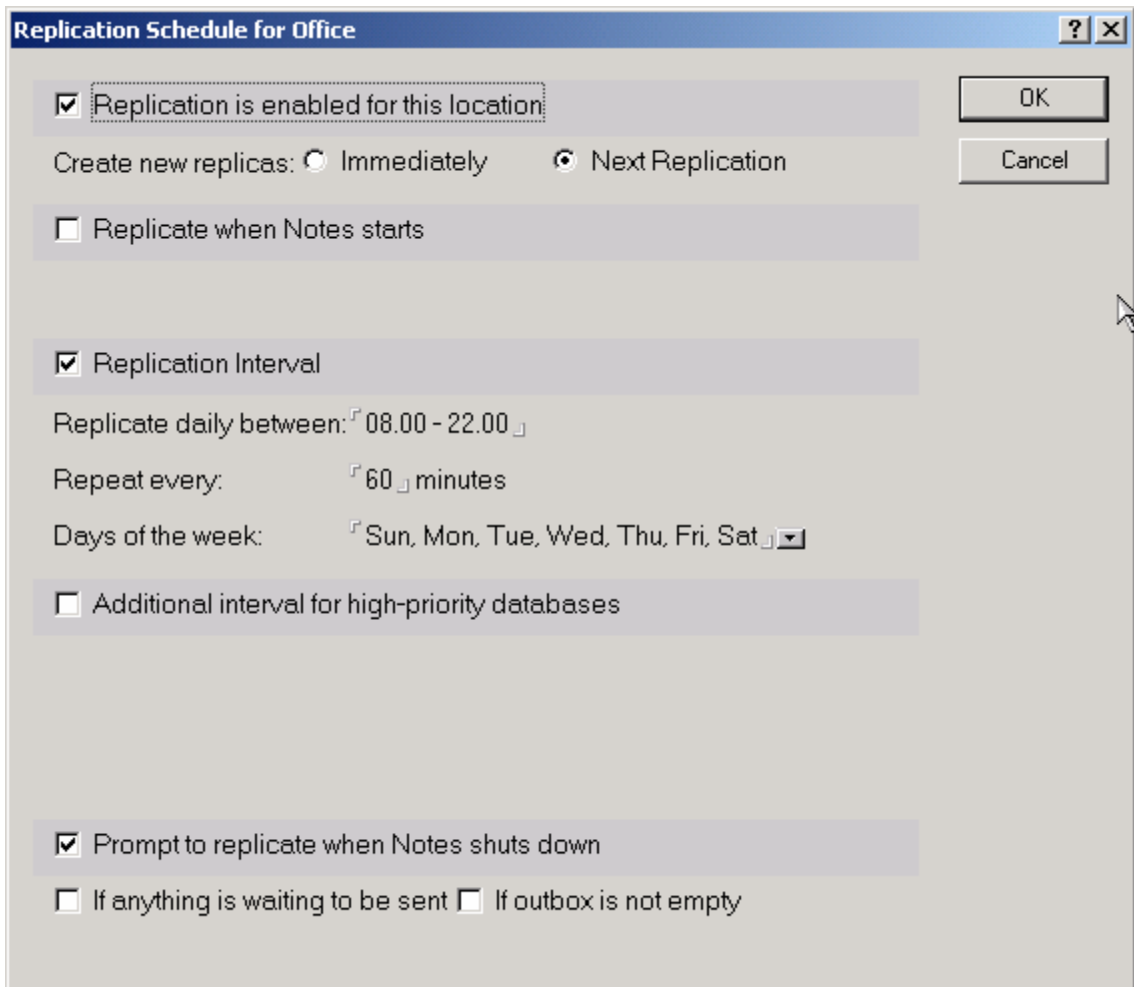 Replication Schedule for Office
Replication is enabled for this location
OK
Create new replicas: Immediately Next Replication
Cancel
Replicate when Notes starts
Replication Interval
Replicate daily between: 08.00 - 22.00
Repeat every: 60 minutes
Days of the week: Sun, Mon, Tue, Wed, Thu, Fri, Sat
Additional interval for high-priority databases
Prompt to replicate when Notes shuts down
If anything is waiting to be sent If outbox is not empty